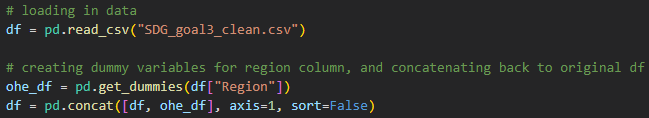 # loading in data
df = pd.read_csv("SDG_goal3_clean.csv")
# creating dummy variables for region column, and concatenating back to original df
ohe_df = pd.get_dummies(df["Region"])
df = pd.concat([df, ohe_df], axis=1, sort=False)